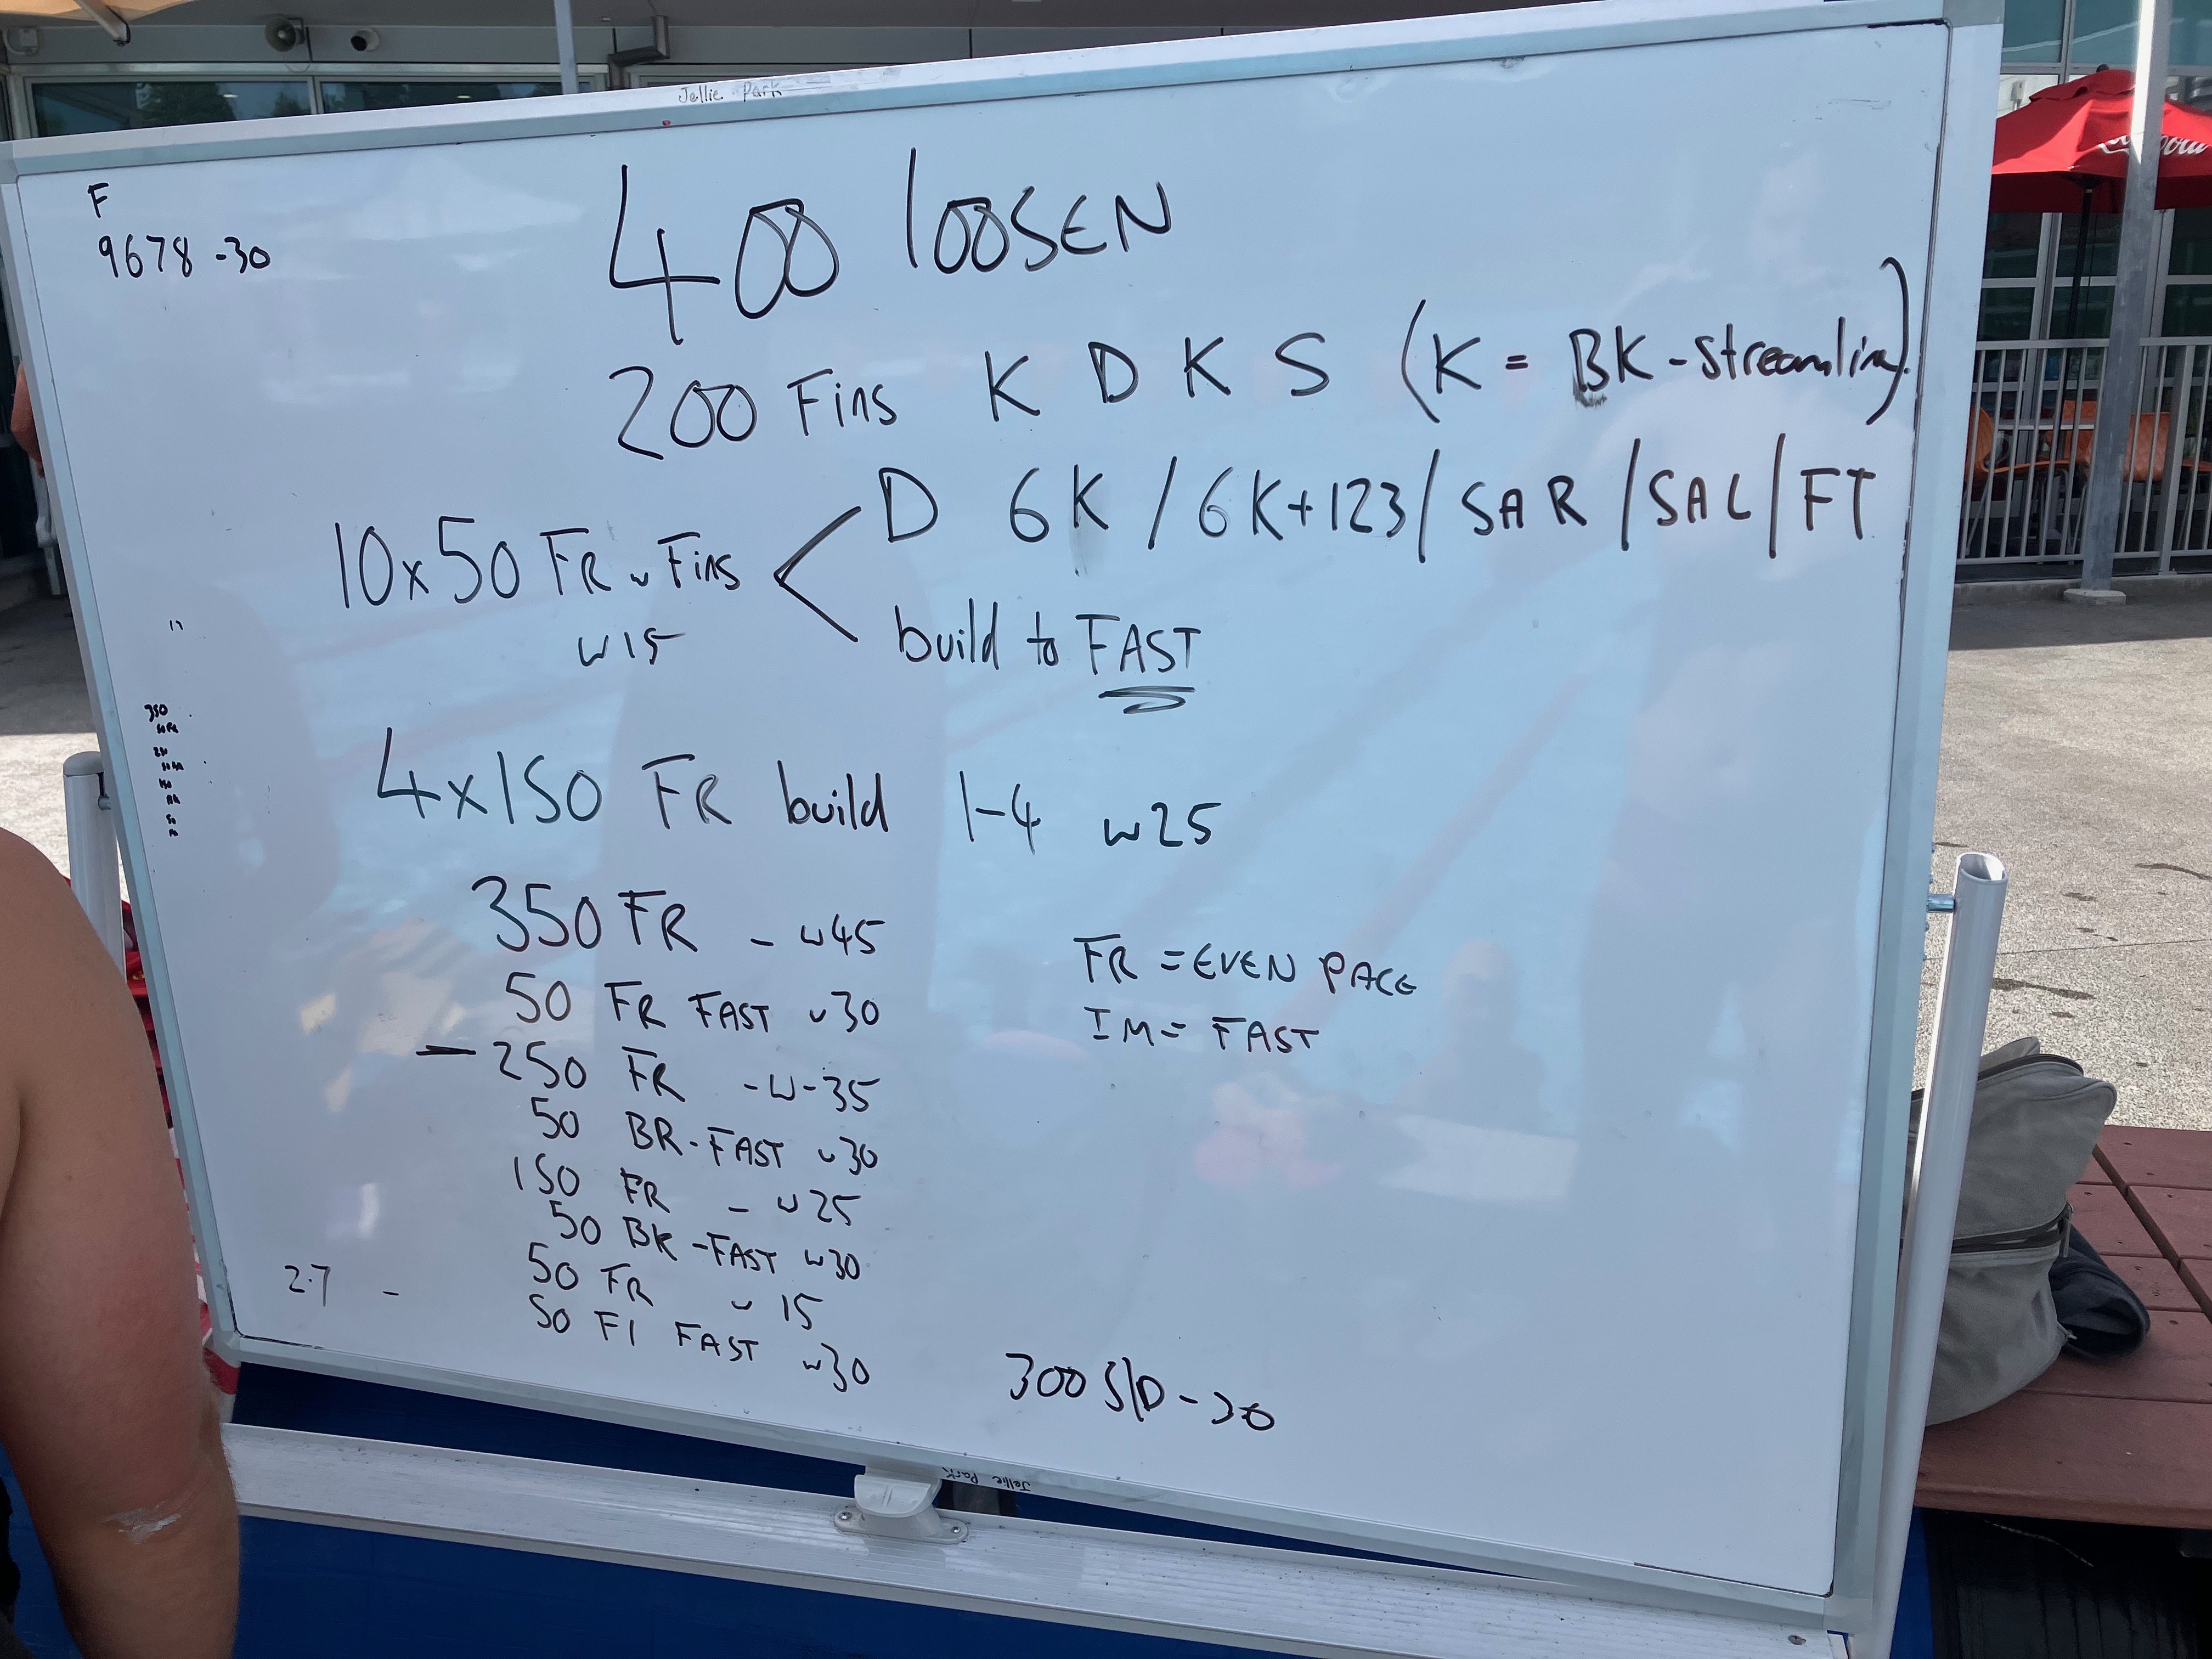 Jellie Park
F
9678 -30
400 loosEN
200 Fins K D K S (K = BK-Streamline)
D 6K / 6K+123 / SAR / SAL / FT
10x50 FR w Fins
w15
build to FAST
4x150 FR build 1-4 w25
350
350 FR - w45
50 FR FAST w30
- 250 FR -w-35
50 BR-FAST w30
150 FR - w25
50 BK -FAST w30
50 FR w 15
50 F1 FAST w30
FR = EVEN PACE
IM = FAST
2.7 -
300 S/D - 30
Jellie Park